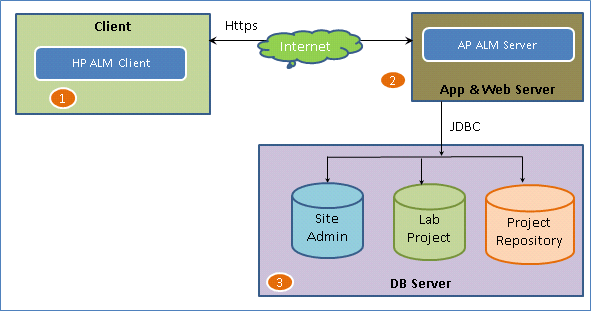 Client
HP ALM Client
1
Https
Internet
AP ALM Server
2
App & Web Server
JDBC
Site
Admin
Lab
Project
Project
Repository
3
DB Server